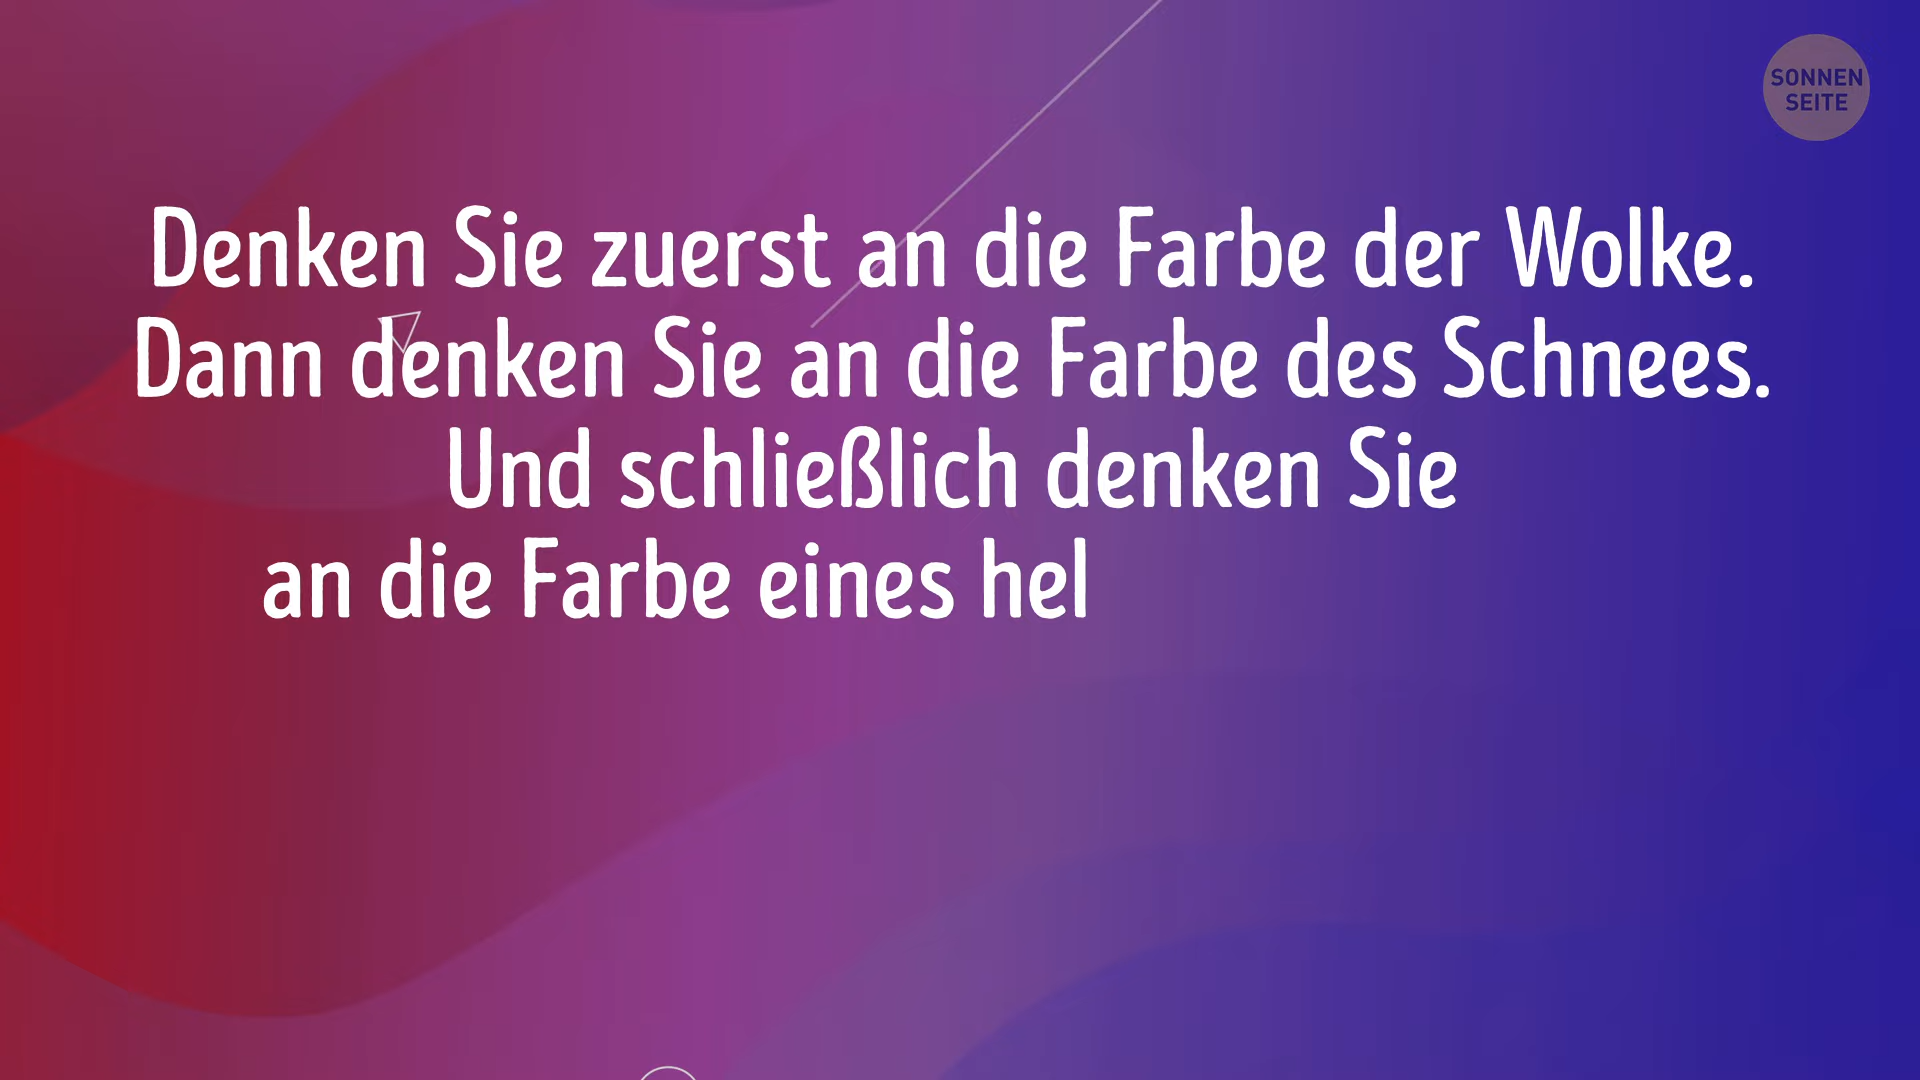 SONNEN
SEITE
Denken Sie zuerst an die Farbe der Wolke.
Dann denken Sie an die Farbe des Schnees.
Und schließlich denken Sie
an die Farbe eines hel